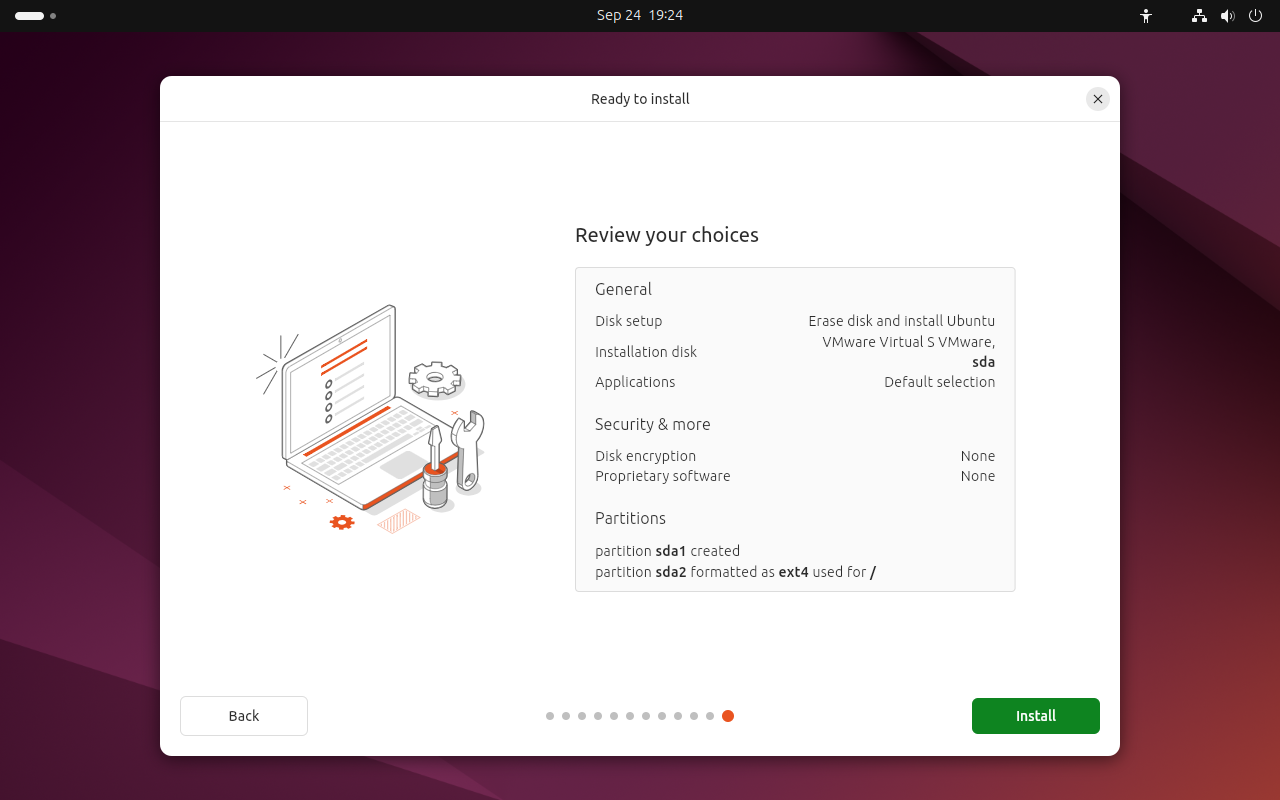 Sep 24 19:24
Ready to install
Review your choices
General
Disk setup Erase disk and install Ubuntu
Installation disk VMware Virtual S VMware,
sda
Applications Default selection
Security & more
Disk encryption None
Proprietary software None
Partitions
partition sda1 created
partition sda2 formatted as ext4 used for /
Back Install